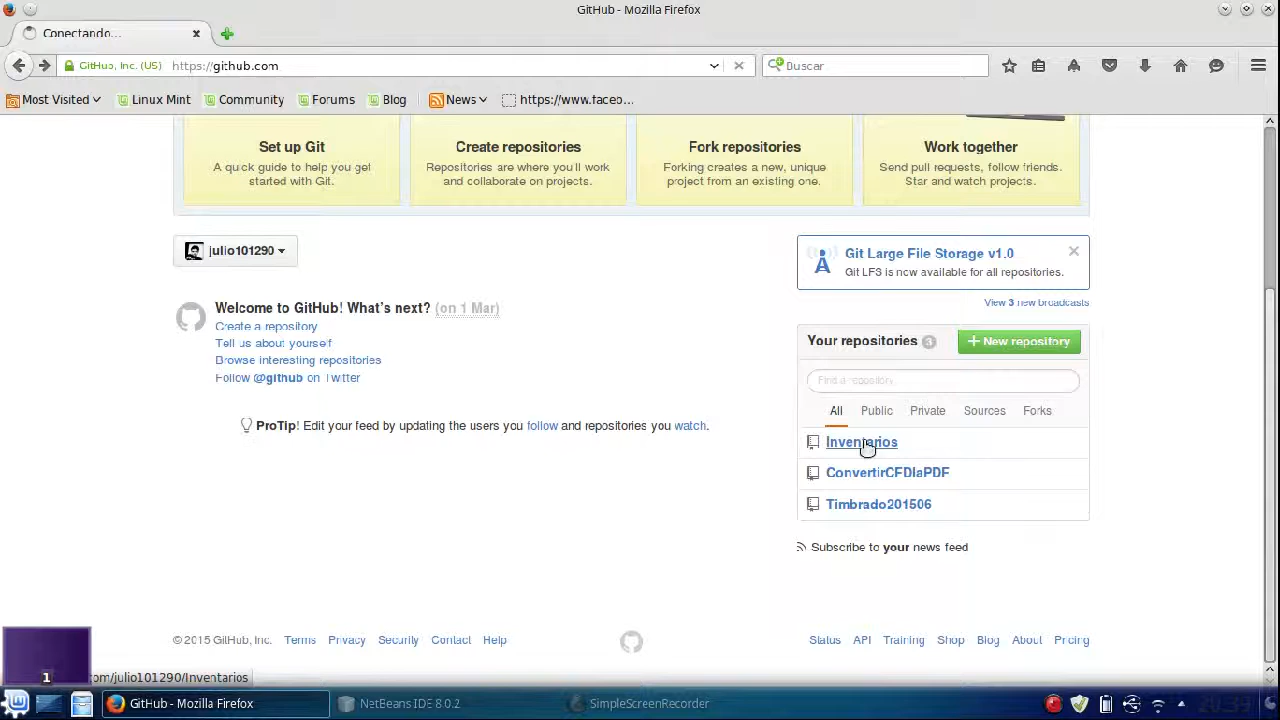 GitHub - Mozilla Firefox
Conectando...
GitHub, Inc. (US)
https://github.com
Buscar
Most Visited
Linux Mint
Community
Forums
Blog
News
https://www.faceb...
Set up Git
A quick guide to help you get
started with Git.
Create repositories
Repositories are where you'll work
and collaborate on projects.
Fork repositories
Forking creates a new, unique
project from an existing one.
Work together
Send pull requests, follow friends.
Star and watch projects.
julio101290
Git Large File Storage v1.0
Git LFS is now available for all repositories.
View 3 new broadcasts
Welcome to GitHub! What's next? (on 1 Mar)
Create a repository
Tell us about yourself
Browse interesting repositories
Follow @github on Twitter
ProTip! Edit your feed by updating the users you follow and repositories you watch.
Your repositories 3
+ New repository
Find a repository...
All
Public
Private
Sources
Forks
Inventarios
ConvertirCFDIaPDF
Timbrado201506
Subscribe to your news feed
© 2015 GitHub, Inc.
Terms
Privacy
Security
Contact
Help
Status
API
Training
Shop
Blog
About
Pricing
1
com/julio101290/Inventarios
GitHub - Mozilla Firefox
NetBeans IDE 8.0.2
SimpleScreenRecorder